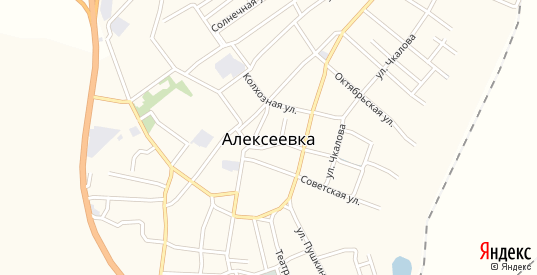 Солнечная у
Колхозная ул.
ул. Чкалова
Октябрьская ул.
Алексеевка
ул. Чкалова
Советская ул.
ул. Пушкин
Театр
Яндекс
© Яндекс